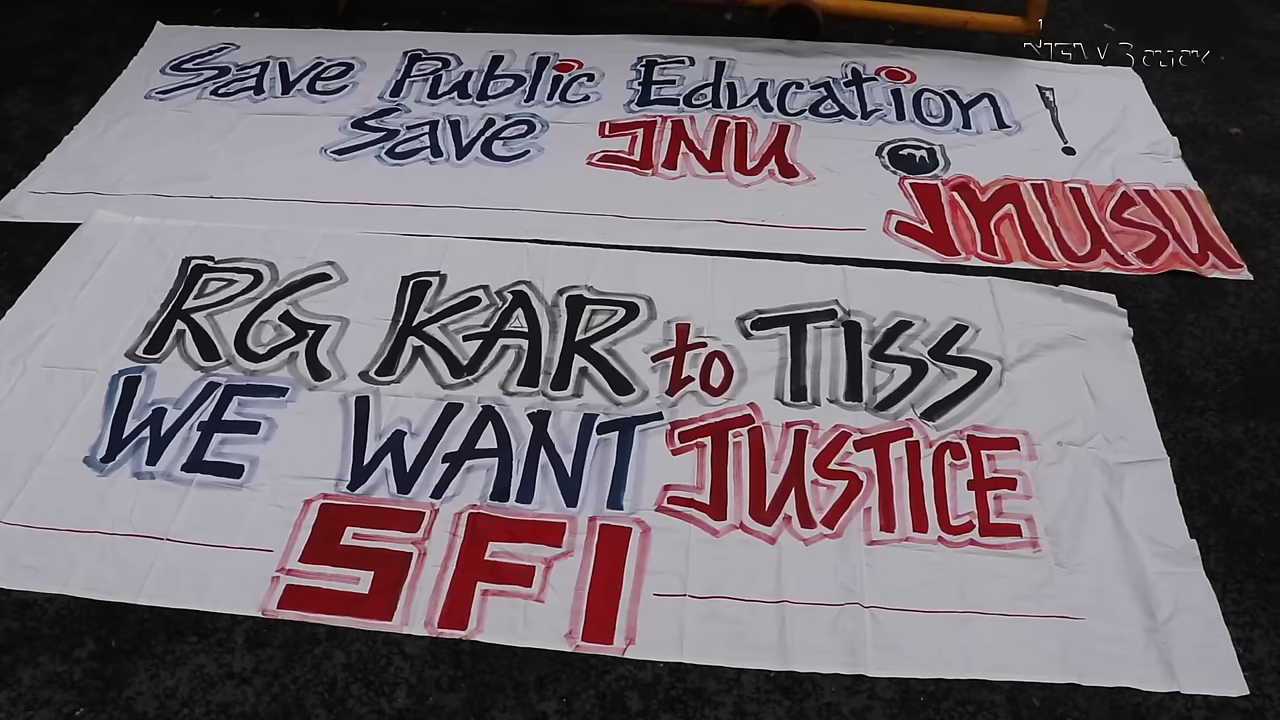 Save Public Education !
Save JNU
JNUSU
RG KAR to TISS
WE WANT JUSTICE
SFI